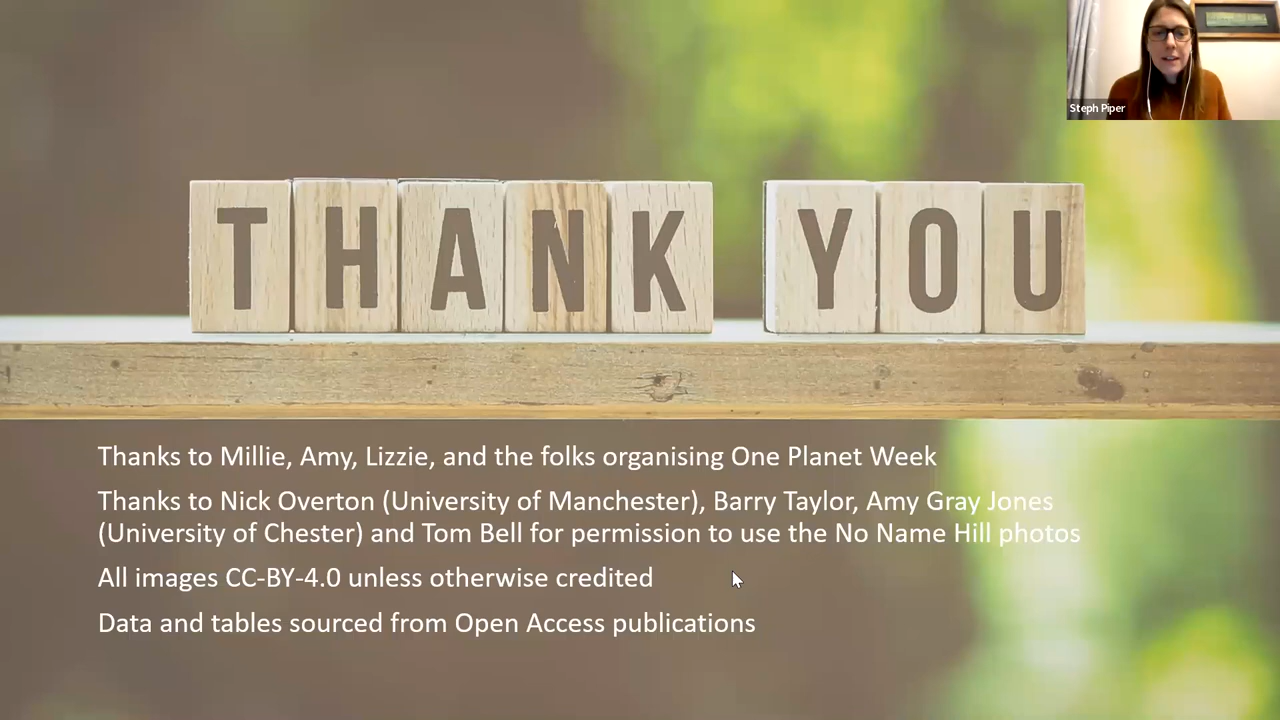 Steph Piper
THANK YOU
Thanks to Millie, Amy, Lizzie, and the folks organising One Planet Week
Thanks to Nick Overton (University of Manchester), Barry Taylor, Amy Gray Jones
(University of Chester) and Tom Bell for permission to use the No Name Hill photos
All images CC-BY-4.0 unless otherwise credited
Data and tables sourced from Open Access publications